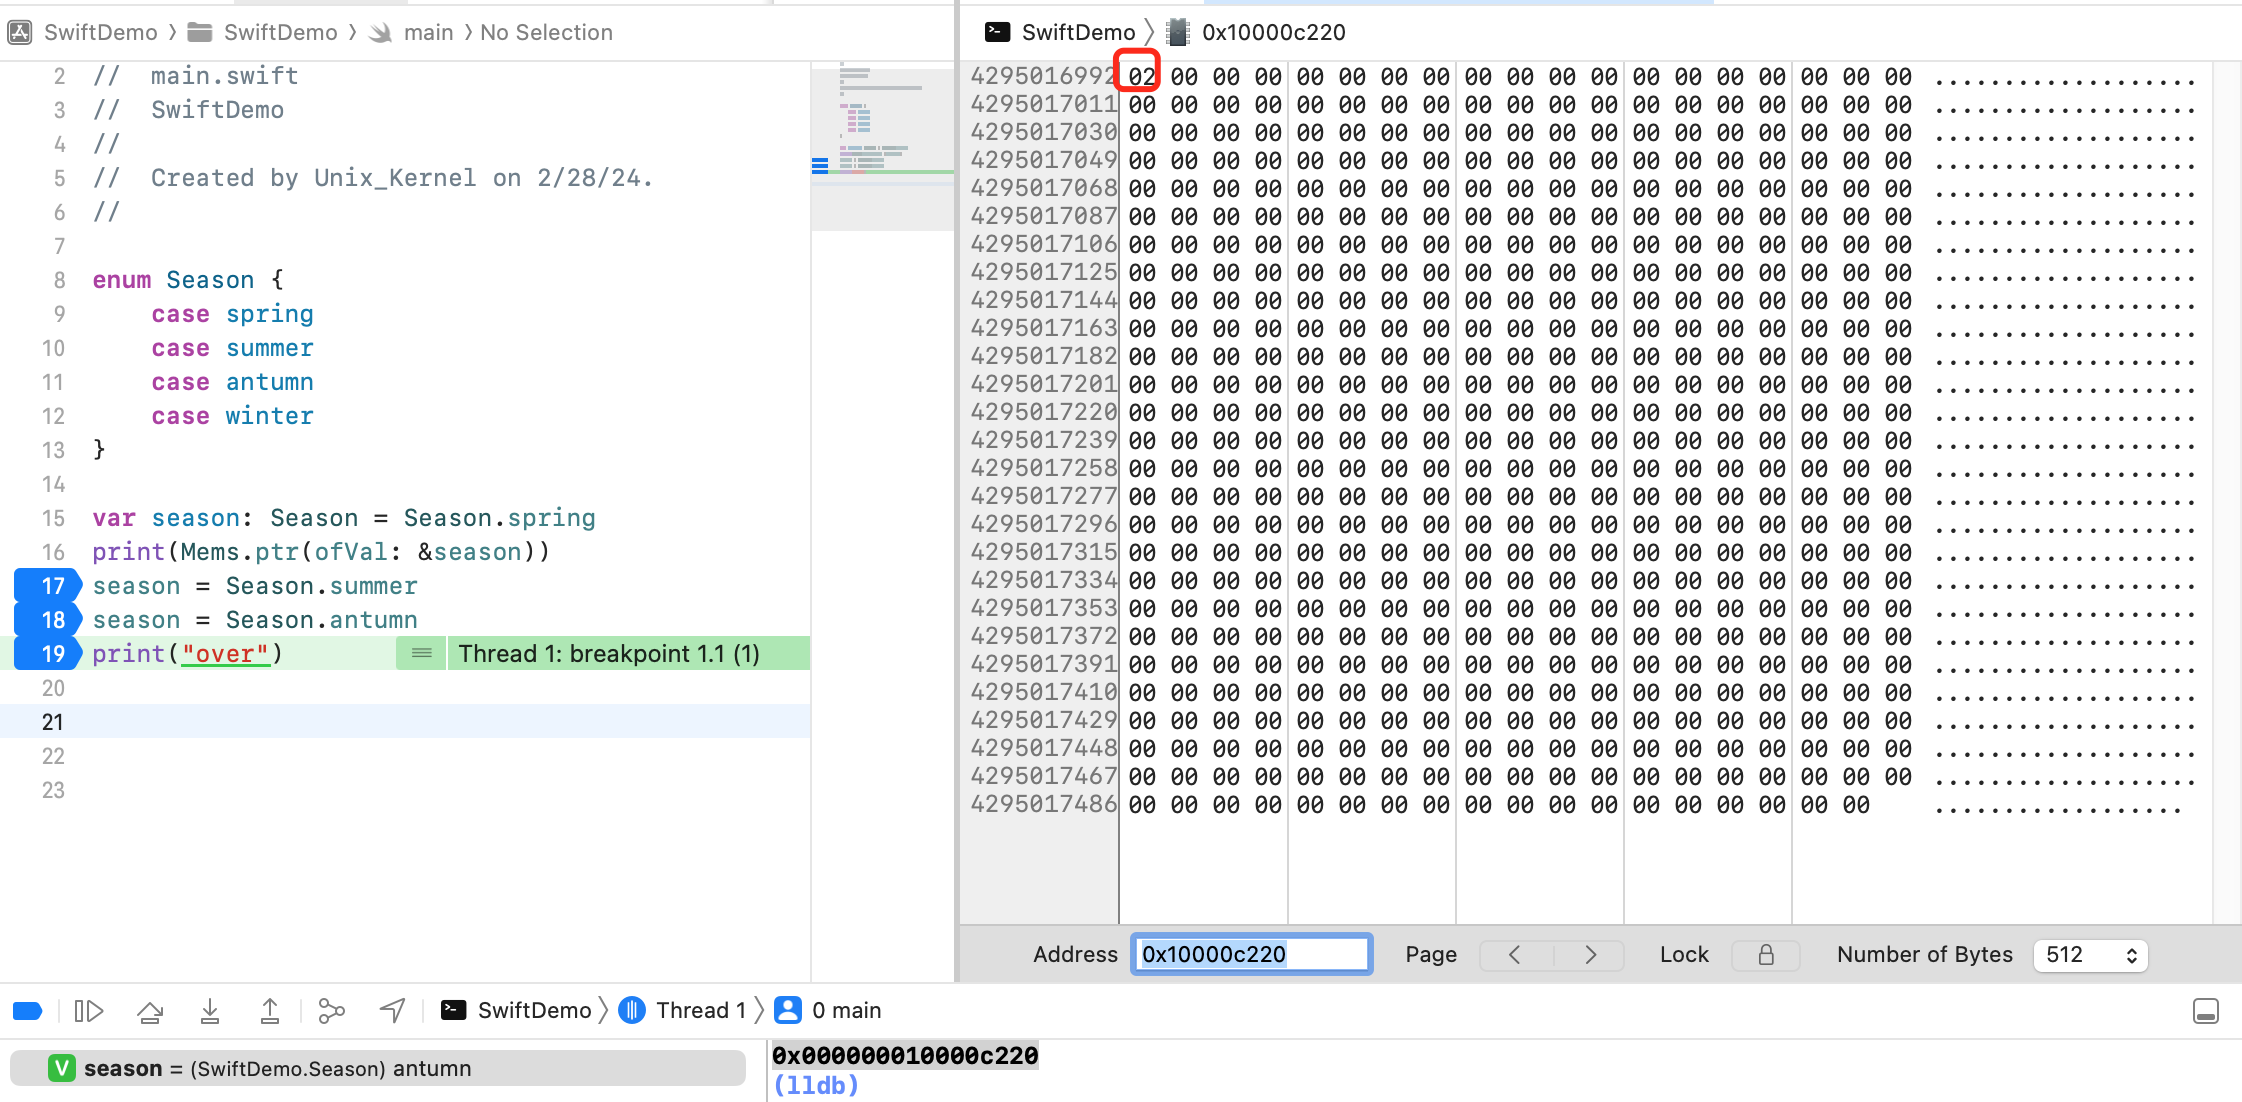 SwiftDemo 〉 SwiftDemo 〉 main 〉 No Selection
2 //  main.swift
3 //  SwiftDemo
4 //
5 //  Created by Unix_Kernel on 2/28/24.
6 //
7
8 enum Season {
9     case spring
10     case summer
11     case antumn
12     case winter
13 }
14
15 var season: Season = Season.spring
16 print(Mems.ptr(ofVal: &season))
17 season = Season.summer
18 season = Season.antumn
19 print("over") Thread 1: breakpoint 1.1 (1)
20
21
22
23
SwiftDemo 〉 0x10000c220
4295016992 02 00 00 00 00 00 00 00 00 00 00 00 00 00 00 00 00 00 00 ...................
4295017011 00 00 00 00 00 00 00 00 00 00 00 00 00 00 00 00 00 00 00 ...................
4295017030 00 00 00 00 00 00 00 00 00 00 00 00 00 00 00 00 00 00 00 ...................
4295017049 00 00 00 00 00 00 00 00 00 00 00 00 00 00 00 00 00 00 00 ...................
4295017068 00 00 00 00 00 00 00 00 00 00 00 00 00 00 00 00 00 00 00 ...................
4295017087 00 00 00 00 00 00 00 00 00 00 00 00 00 00 00 00 00 00 00 ...................
4295017106 00 00 00 00 00 00 00 00 00 00 00 00 00 00 00 00 00 00 00 ...................
4295017125 00 00 00 00 00 00 00 00 00 00 00 00 00 00 00 00 00 00 00 ...................
4295017144 00 00 00 00 00 00 00 00 00 00 00 00 00 00 00 00 00 00 00 ...................
4295017163 00 00 00 00 00 00 00 00 00 00 00 00 00 00 00 00 00 00 00 ...................
4295017182 00 00 00 00 00 00 00 00 00 00 00 00 00 00 00 00 00 00 00 ...................
4295017201 00 00 00 00 00 00 00 00 00 00 00 00 00 00 00 00 00 00 00 ...................
4295017220 00 00 00 00 00 00 00 00 00 00 00 00 00 00 00 00 00 00 00 ...................
4295017239 00 00 00 00 00 00 00 00 00 00 00 00 00 00 00 00 00 00 00 ...................
4295017258 00 00 00 00 00 00 00 00 00 00 00 00 00 00 00 00 00 00 00 ...................
4295017277 00 00 00 00 00 00 00 00 00 00 00 00 00 00 00 00 00 00 00 ...................
4295017296 00 00 00 00 00 00 00 00 00 00 00 00 00 00 00 00 00 00 00 ...................
4295017315 00 00 00 00 00 00 00 00 00 00 00 00 00 00 00 00 00 00 00 ...................
4295017334 00 00 00 00 00 00 00 00 00 00 00 00 00 00 00 00 00 00 00 ...................
4295017353 00 00 00 00 00 00 00 00 00 00 00 00 00 00 00 00 00 00 00 ...................
4295017372 00 00 00 00 00 00 00 00 00 00 00 00 00 00 00 00 00 00 00 ...................
4295017391 00 00 00 00 00 00 00 00 00 00 00 00 00 00 00 00 00 00 00 ...................
4295017410 00 00 00 00 00 00 00 00 00 00 00 00 00 00 00 00 00 00 00 ...................
4295017429 00 00 00 00 00 00 00 00 00 00 00 00 00 00 00 00 00 00 00 ...................
4295017448 00 00 00 00 00 00 00 00 00 00 00 00 00 00 00 00 00 00 00 ...................
4295017467 00 00 00 00 00 00 00 00 00 00 00 00 00 00 00 00 00 00 00 ...................
4295017486 00 00 00 00 00 00 00 00 00 00 00 00 00 00 00 00 00 00 ..................
Address 0x10000c220 Page Lock Number of Bytes 512
SwiftDemo 〉 Thread 1 〉 0 main
V season = (SwiftDemo.Season) antumn
0x000000010000c220
(lldb)